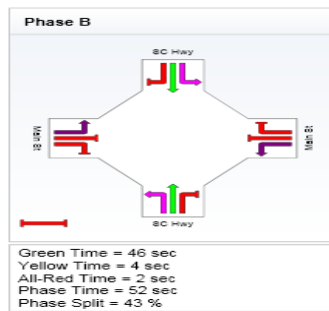 Phase B
SC Hwy
Main St
Main St
SC Hwy
Green Time = 46 sec
Yellow Time = 4 sec
All-Red Time = 2 sec
Phase Time = 52 sec
Phase Split = 43 %